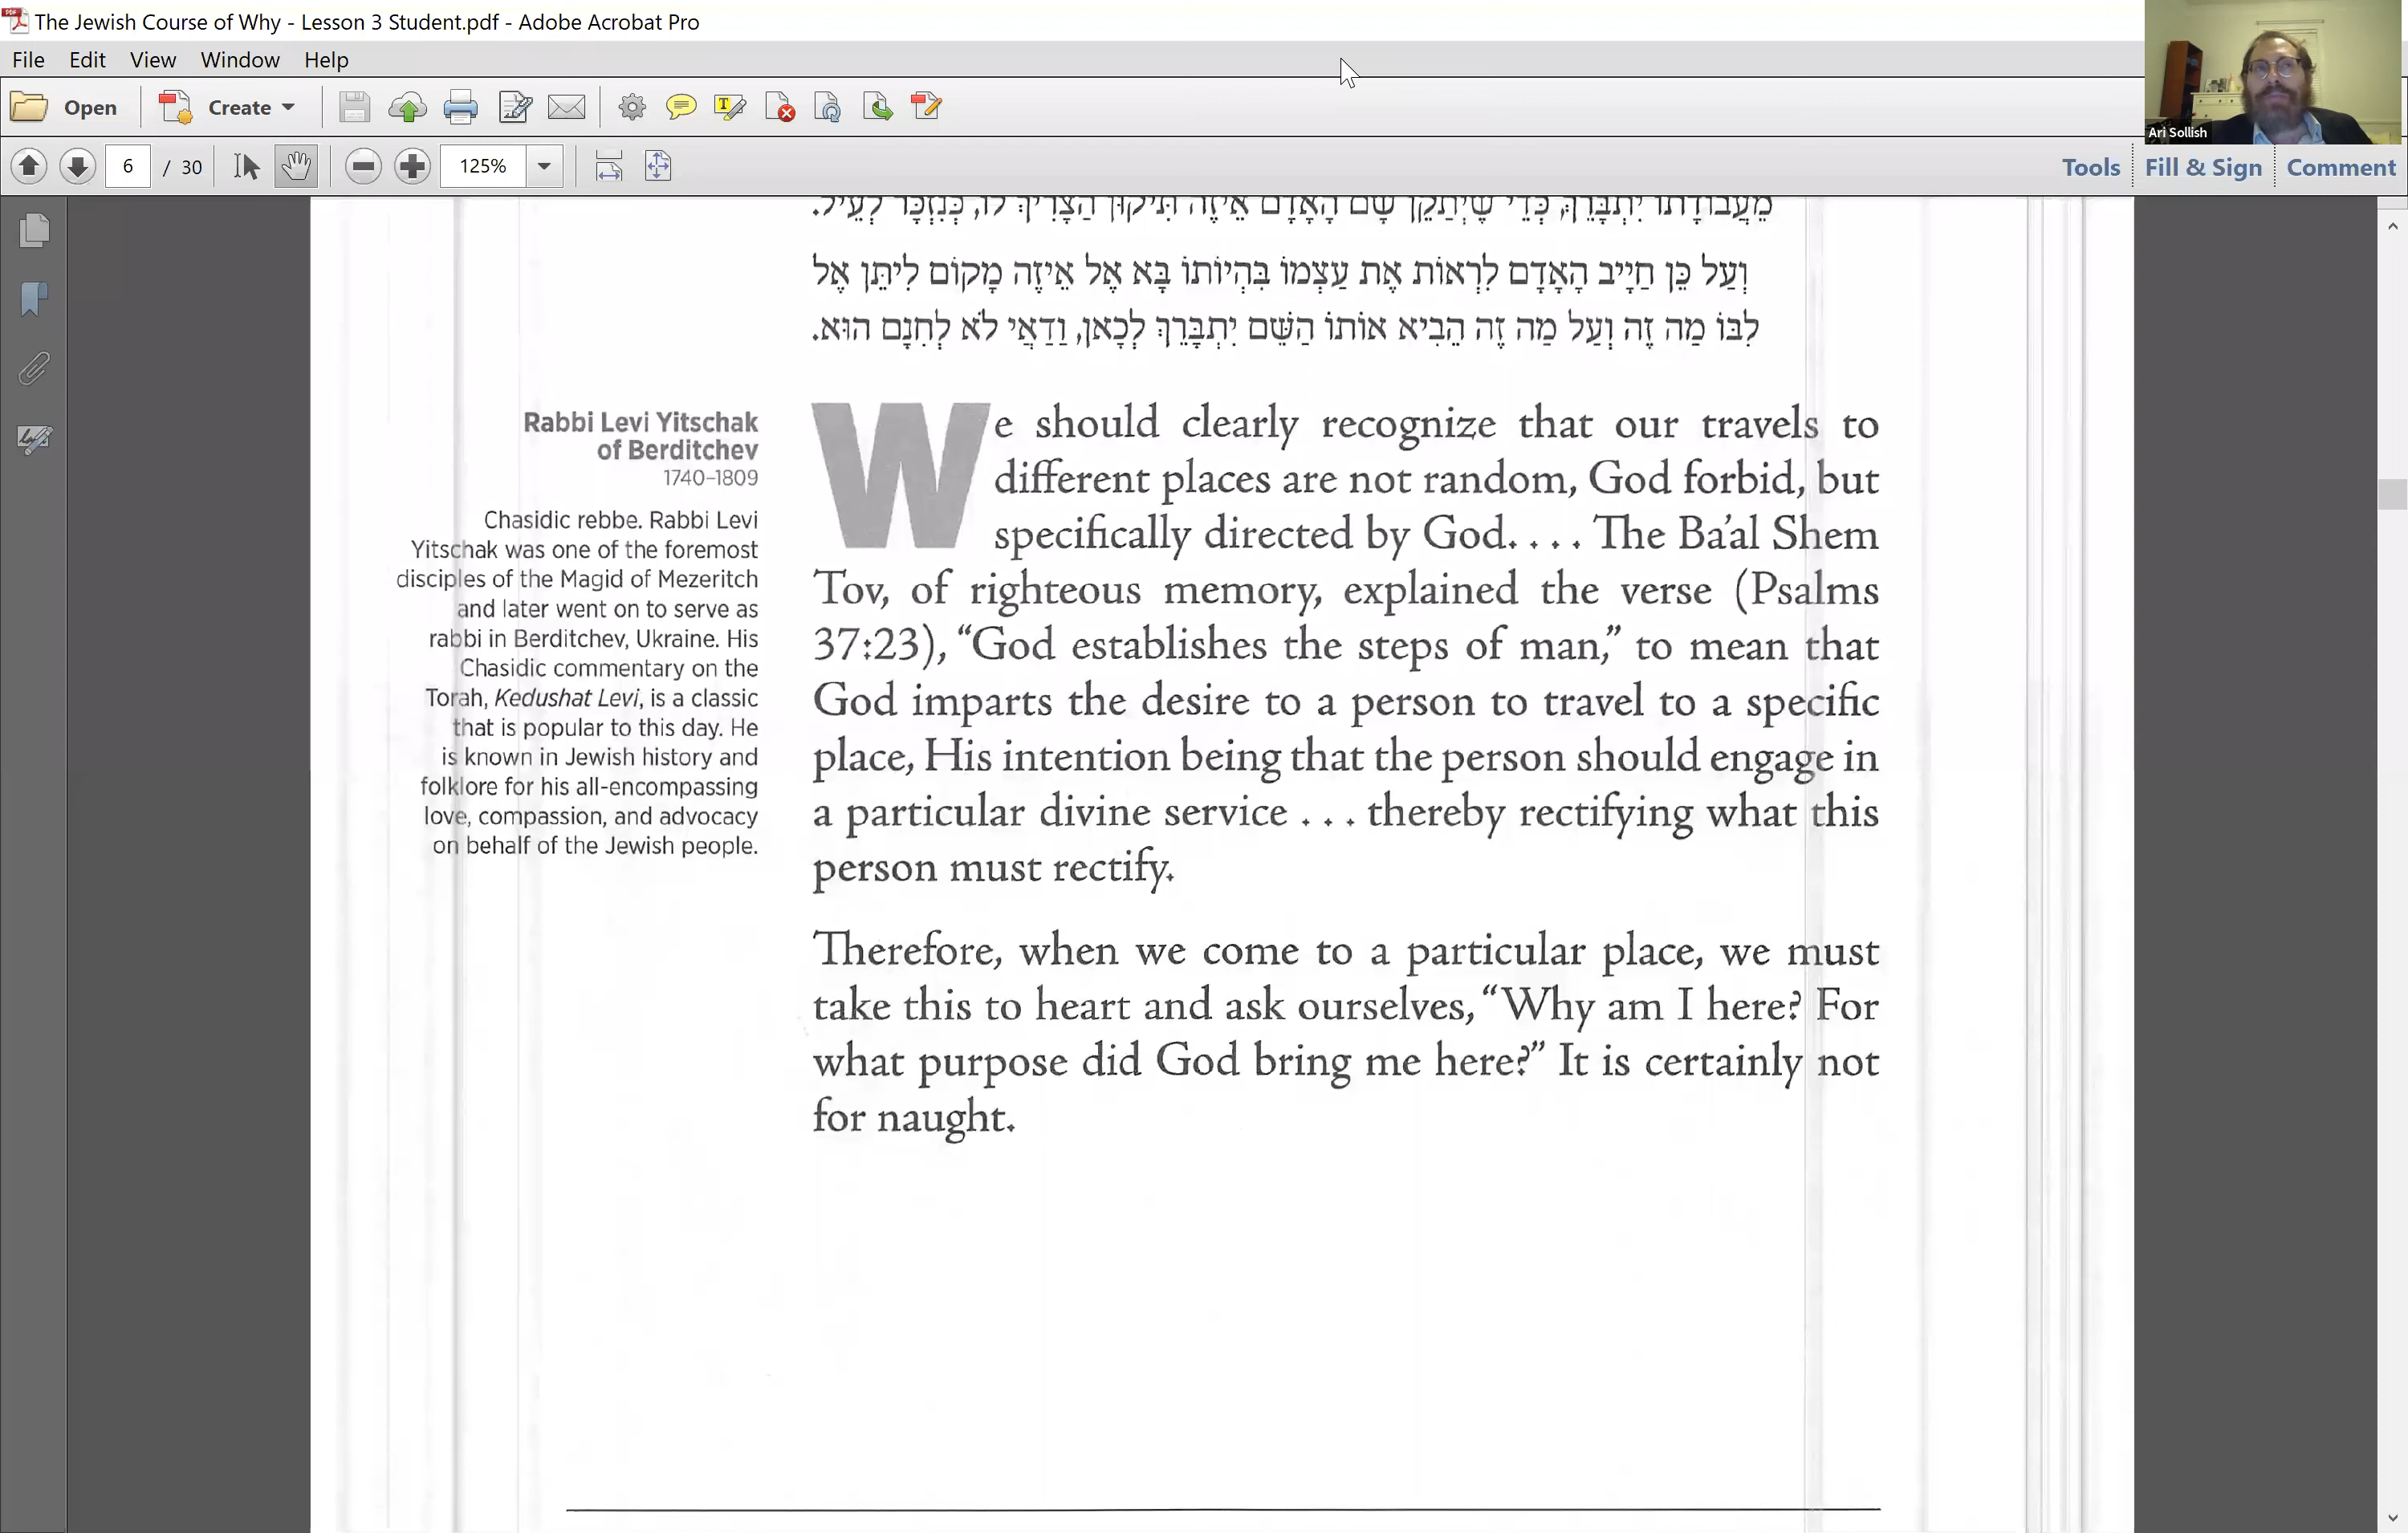 The Jewish Course of Why - Lesson 3 Student.pdf - Adobe Acrobat Pro
File Edit View Window Help
Open Create
Ari Sollish
6 / 30 125% Tools Fill & Sign Comment
מֵעֲבוֹדָתוֹ יִתְבָּרֵךְ, כְּדֵי שֶׁיְתַקֵּן שָׁם הָאָדָם אֵיזֶה תִּיקוּן הַצָּרִיךְ לוֹ, כְּנִזְכָּר לְעֵיל.
וְעַל כֵּן חַיָיב הָאָדָם לִרְאוֹת אֶת עַצְמוֹ בִּהְיוֹתוֹ בָּא אֶל אֵיזֶה מָקוֹם לִיתֵּן אֶל
לִבּוֹ מַה זֶה וְעַל מַה זֶה הֵבִיא אוֹתוֹ הַשֵּׁם יִתְבָּרֵךְ לְכָאן, וַדַאי לֹא לְחִנָם הוּא.
Rabbi Levi Yitschak
of Berditchev
1740–1809
Chasidic rebbe. Rabbi Levi
Yitschak was one of the foremost
disciples of the Magid of Mezeritch
and later went on to serve as
rabbi in Berditchev, Ukraine. His
Chasidic commentary on the
Torah, Kedushat Levi, is a classic
that is popular to this day. He
is known in Jewish history and
folklore for his all-encompassing
love, compassion, and advocacy
on behalf of the Jewish people.
We should clearly recognize that our travels to
different places are not random, God forbid, but
specifically directed by God. . . . The Ba’al Shem
Tov, of righteous memory, explained the verse (Psalms
37:23), “God establishes the steps of man,” to mean that
God imparts the desire to a person to travel to a specific
place, His intention being that the person should engage in
a particular divine service . . . thereby rectifying what this
person must rectify.
Therefore, when we come to a particular place, we must
take this to heart and ask ourselves, “Why am I here? For
what purpose did God bring me here?” It is certainly not
for naught.